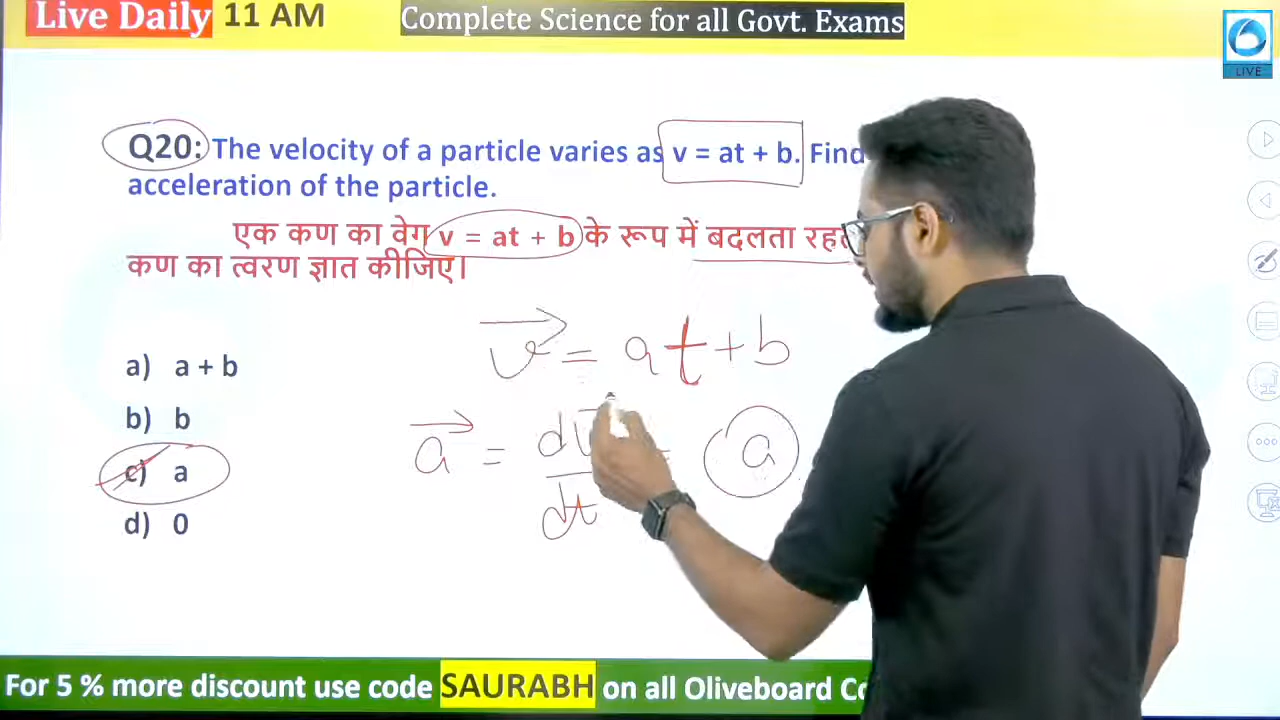 Live Daily 11 AM Complete Science for all Govt. Exams
LIVE
Q20: The velocity of a particle varies as v = at + b. Find
acceleration of the particle.
एक कण का वेग v = at + b के रूप में बदलता
कण का त्वरण ज्ञात कीजिए।
v = at + b
a) a + b
b) b
a = dv/dt = a
c) a
d) 0
For 5 % more discount use code SAURABH on all Oliveboard